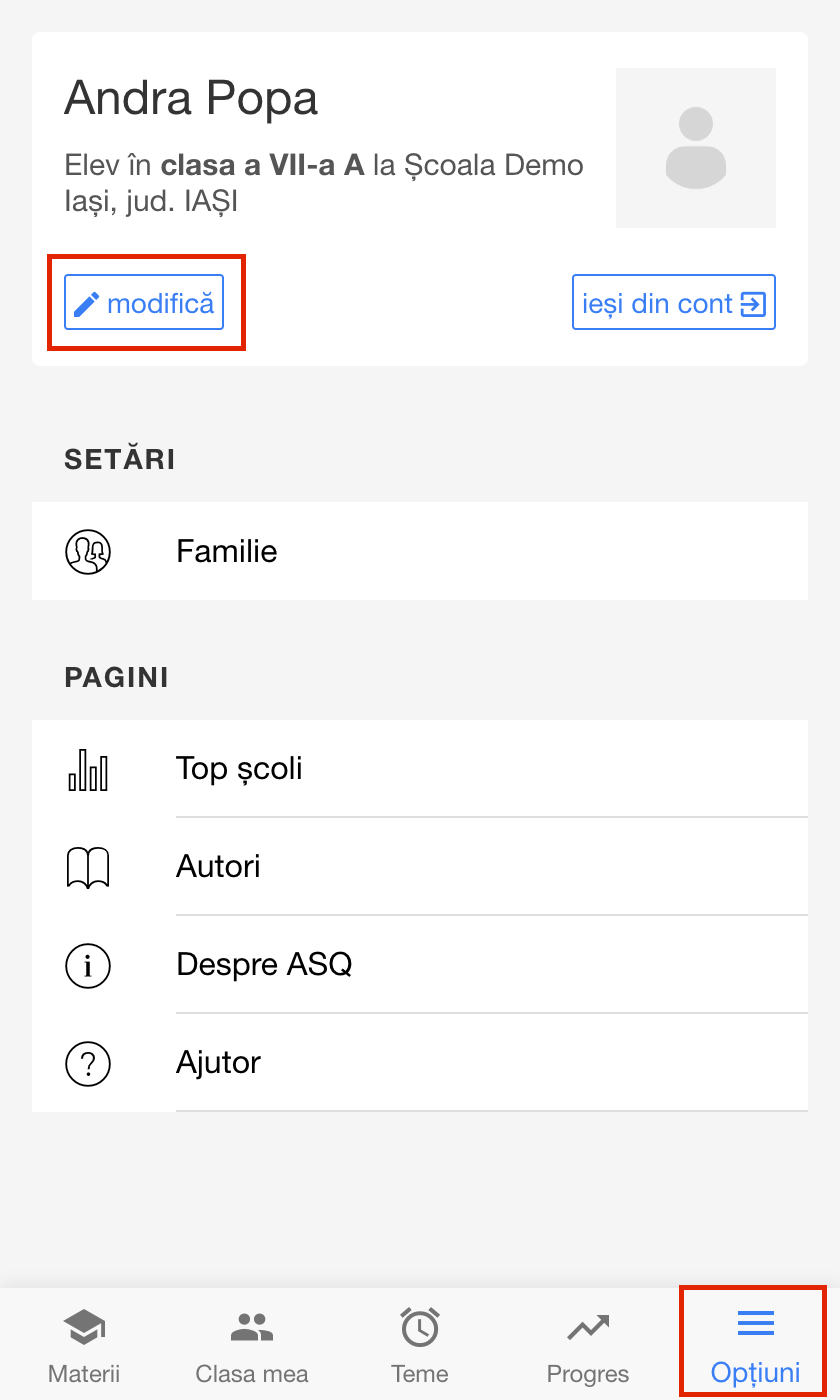 Andra Popa
Elev în clasa a VII-a A la Școala Demo
Iași, jud. IAȘI
modifică
ieși din cont
SETĂRI
Familie
PAGINI
Top școli
Autori
Despre ASQ
Ajutor
Materii
Clasa mea
Teme
Progres
Opțiuni